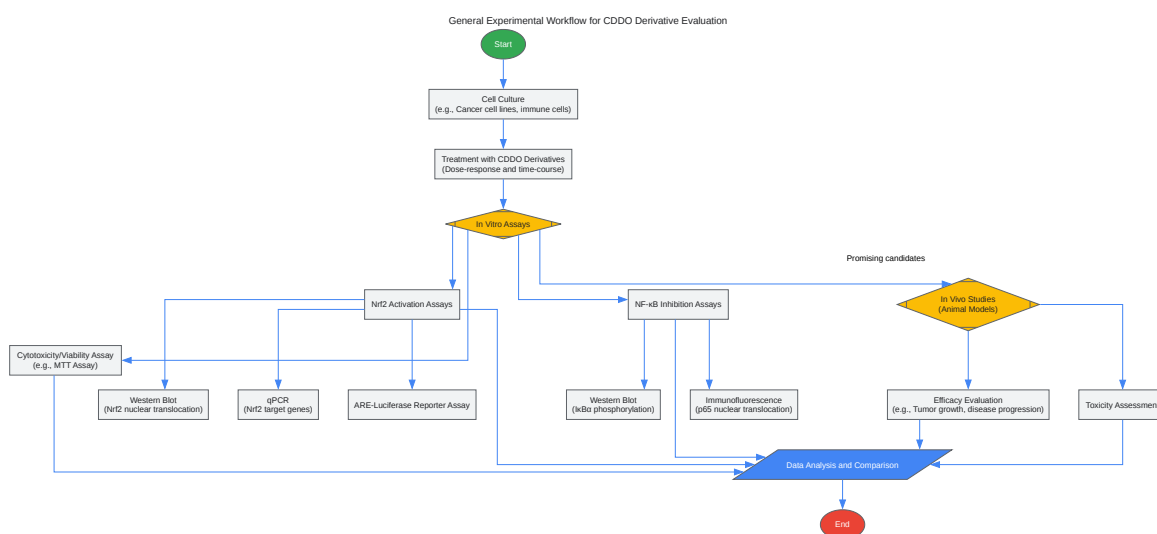 General Experimental Workflow for CDDO Derivative Evaluation
Start
Cell Culture
(e.g., Cancer cell lines, immune cells)
Treatment with CDDO Derivatives
(Dose-response and time-course)
In Vitro Assays
Promising candidates
Nrf2 Activation Assays
NF-κB Inhibition Assays
In Vivo Studies
(Animal Models)
Cytotoxicity/Viability Assay
(e.g., MTT Assay)
Western Blot
(Nrf2 nuclear translocation)
qPCR
(Nrf2 target genes)
ARE-Luciferase Reporter Assay
Western Blot
(IκBα phosphorylation)
Immunofluorescence
(p65 nuclear translocation)
Efficacy Evaluation
(e.g., Tumor growth, disease progression)
Toxicity Assessmen
Data Analysis and Comparison
End